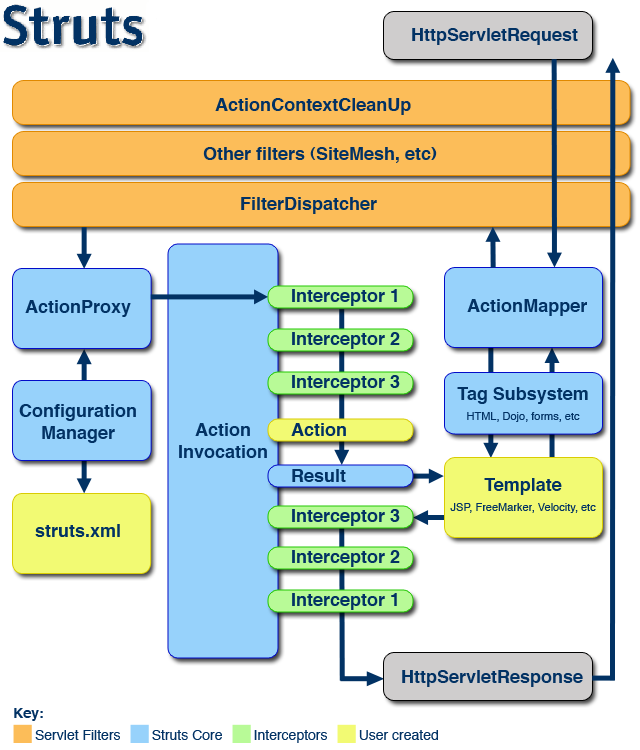 Struts
HttpServletRequest
ActionContextCleanUp
Other filters (SiteMesh, etc)
FilterDispatcher
ActionProxy
Configuration
Manager
struts.xml
Action
Invocation
Interceptor 1
Interceptor 2
Interceptor 3
Action
Result
Interceptor 3
Interceptor 2
Interceptor 1
ActionMapper
Tag Subsystem
HTML, Dojo, forms, etc
Template
JSP, FreeMarker, Velocity, etc
HttpServletResponse
Key:
Servlet Filters
Struts Core
Interceptors
User created